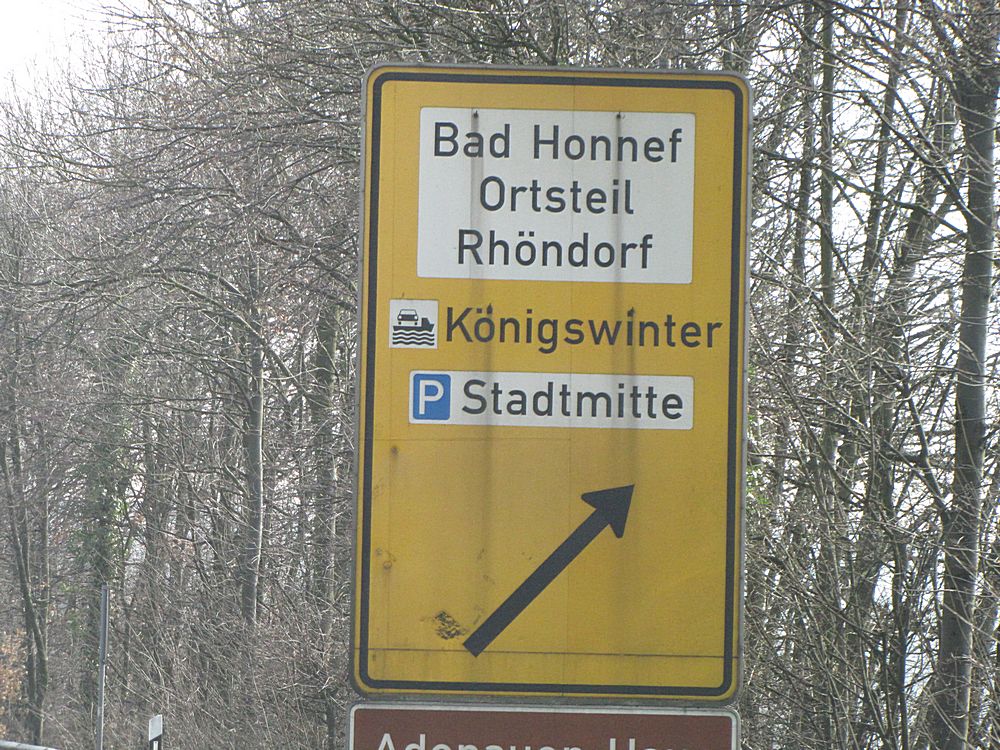 Bad Honnef
Ortsteil
Rhöndorf
Königswinter
P Stadtmitte